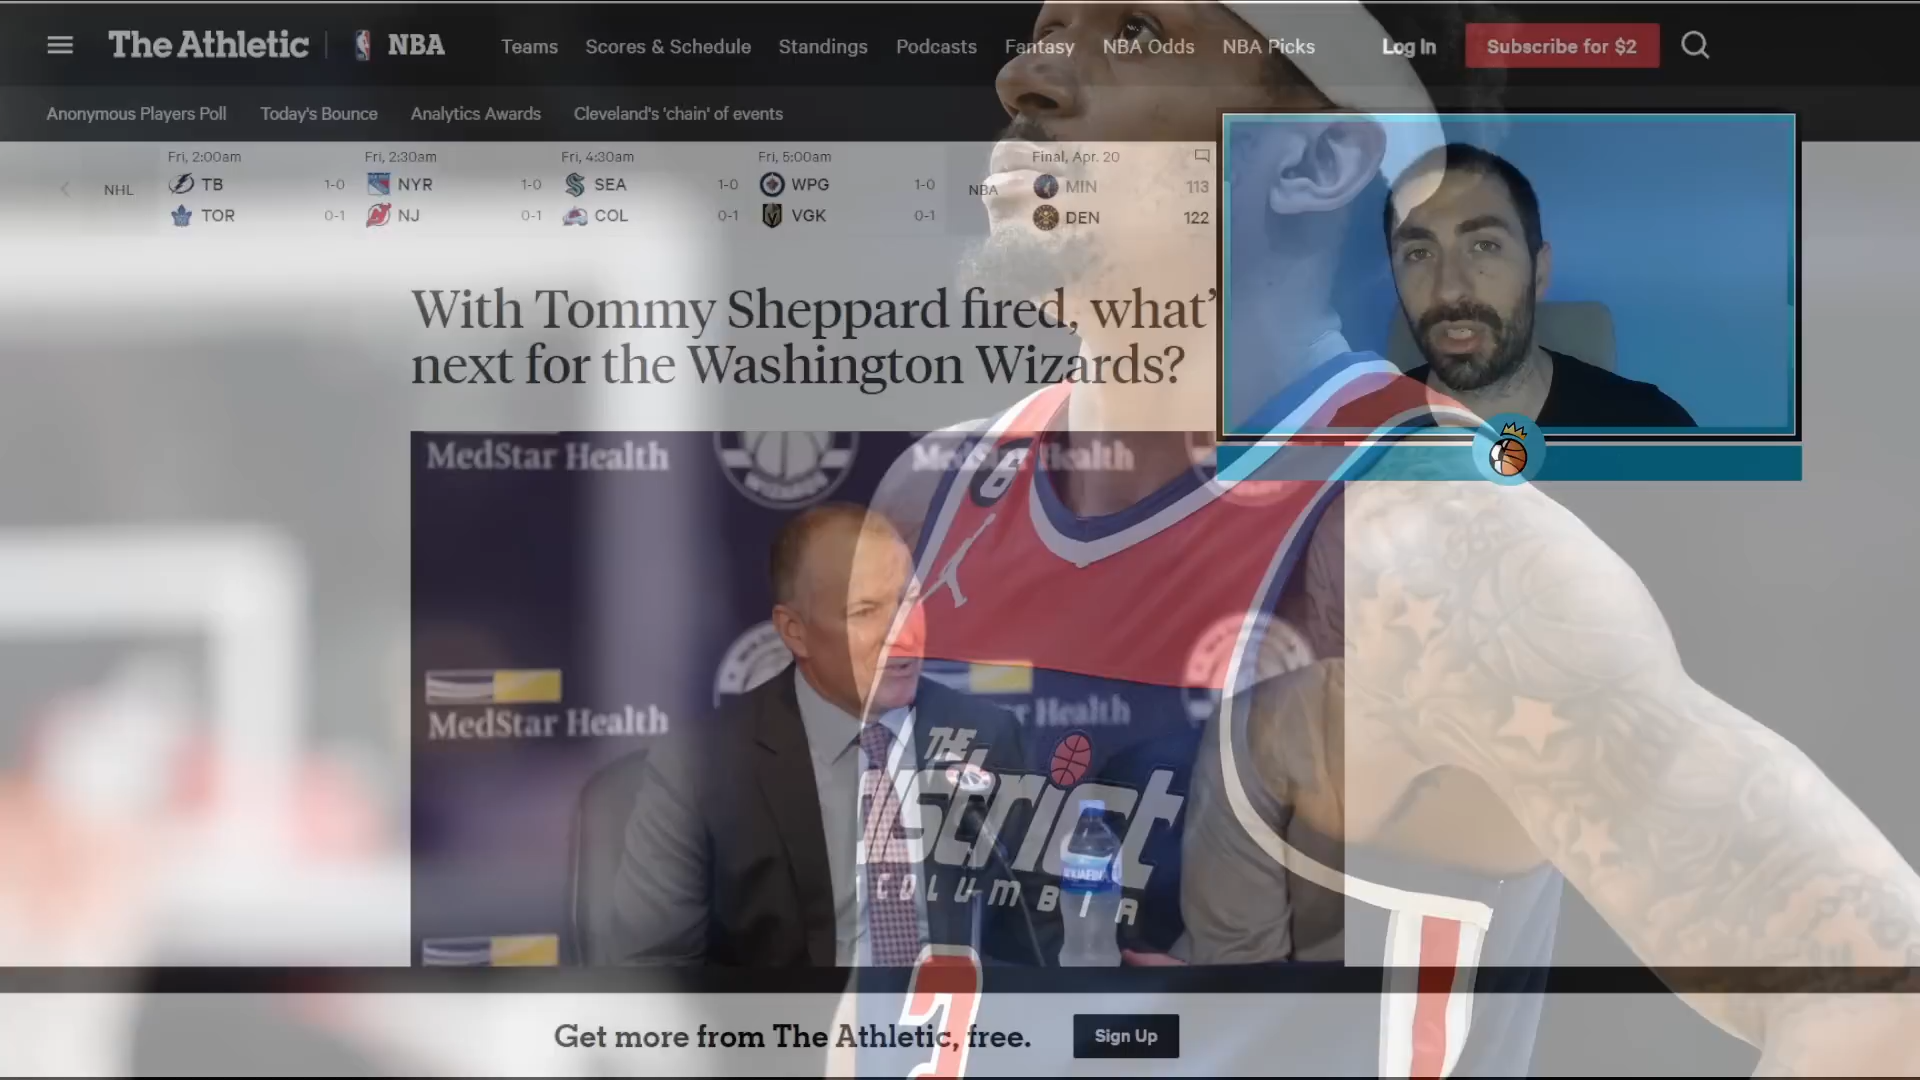 The Athletic
NBA
Teams
Scores & Schedule
Standings
Podcasts
Fantasy
NBA Odds
NBA Picks
Log In
Subscribe for $2
Anonymous Players Poll
Today's Bounce
Analytics Awards
Cleveland's 'chain' of events
Fri, 2:00am
Fri, 2:30am
Fri, 4:30am
Fri, 5:00am
Final, Apr. 20
NHL
TB 1-0
NYR 1-0
SEA 1-0
WPG 1-0
NBA
MIN 113
TOR 0-1
NJ 0-1
COL 0-1
VGK 0-1
DEN 122
With Tommy Sheppard fired, what'
next for the Washington Wizards?
MedStar Health
WIZARDS
Health
6
MedStar Health
Health
THE
District
COLUMBIA
Get more from The Athletic, free.
Sign Up